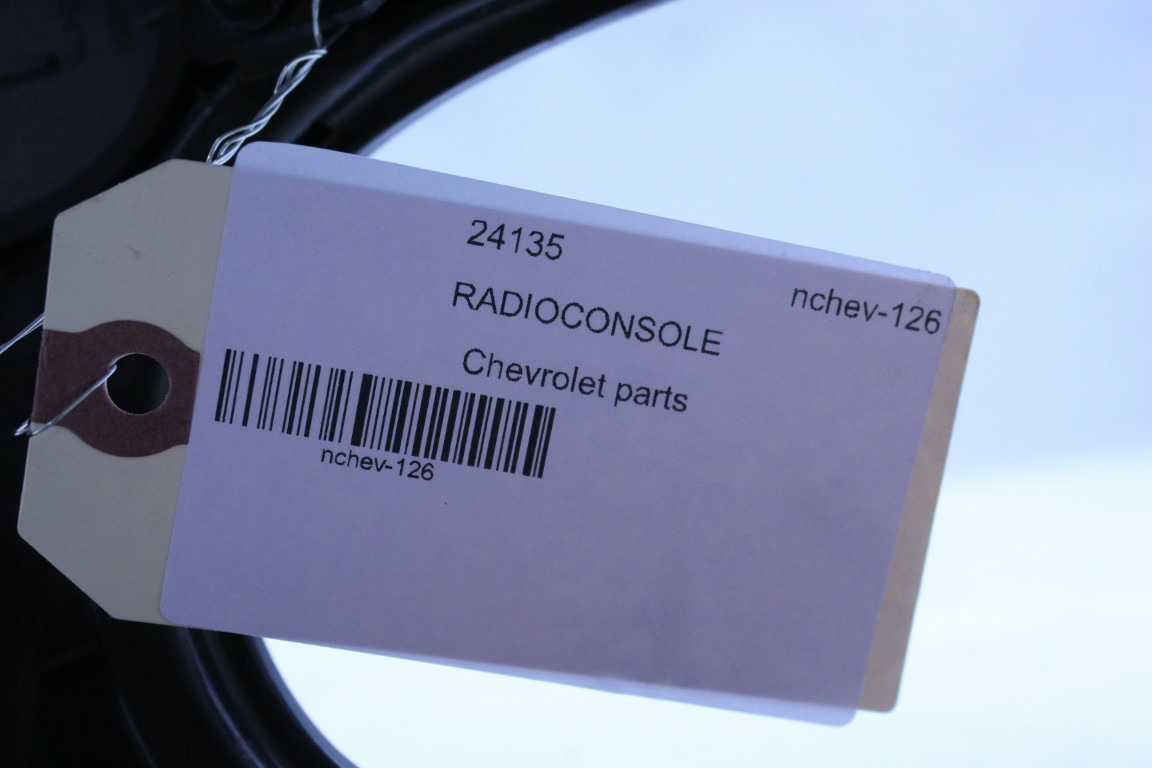 24135
nchev-126
RADIOCONSOLE
Chevrolet parts
nchev-126